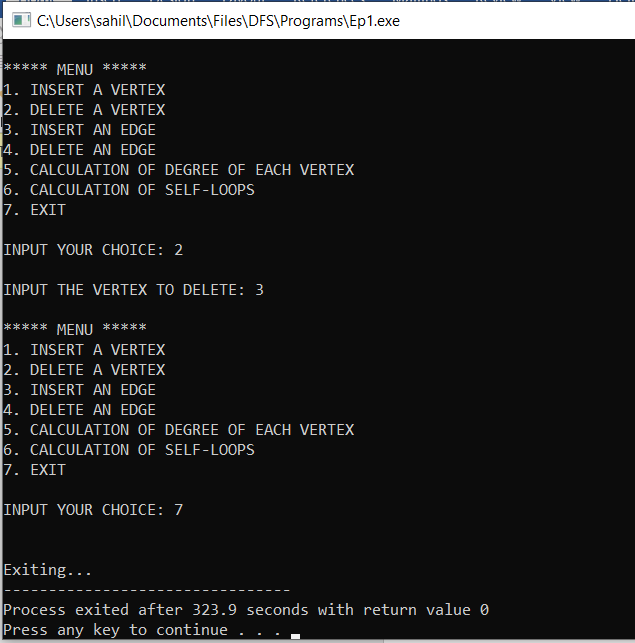 C:\Users\sahil\Documents\Files\DFS\Programs\Ep1.exe
***** MENU *****
1. INSERT A VERTEX
2. DELETE A VERTEX
3. INSERT AN EDGE
4. DELETE AN EDGE
5. CALCULATION OF DEGREE OF EACH VERTEX
6. CALCULATION OF SELF-LOOPS
7. EXIT
INPUT YOUR CHOICE: 2
INPUT THE VERTEX TO DELETE: 3
***** MENU *****
1. INSERT A VERTEX
2. DELETE A VERTEX
3. INSERT AN EDGE
4. DELETE AN EDGE
5. CALCULATION OF DEGREE OF EACH VERTEX
6. CALCULATION OF SELF-LOOPS
7. EXIT
INPUT YOUR CHOICE: 7
Exiting...
--------------------------------
Process exited after 323.9 seconds with return value 0
Press any key to continue . . .